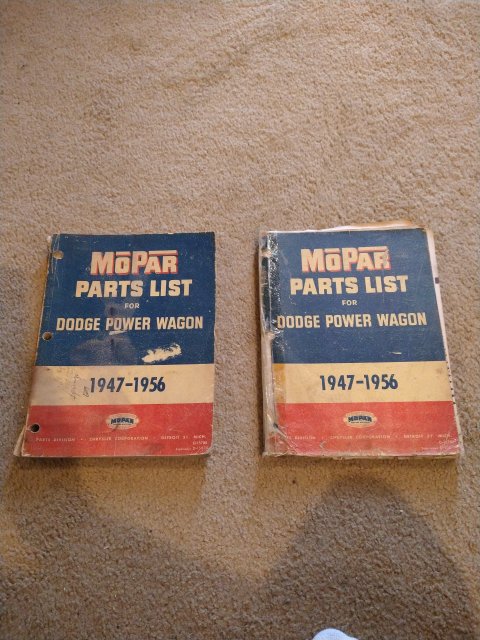 MOPAR
PARTS LIST
FOR
DODGE POWER WAGON
1947-1956
MOPAR
PARTS DIVISION • CHRYSLER CORPORATION • DETROIT 31 MICH.
MOPAR
PARTS LIST
FOR
DODGE POWER WAGON
1947-1956
MOPAR
DIVISION • CHRYSLER CORPORATION • DETROIT 31 MICH.